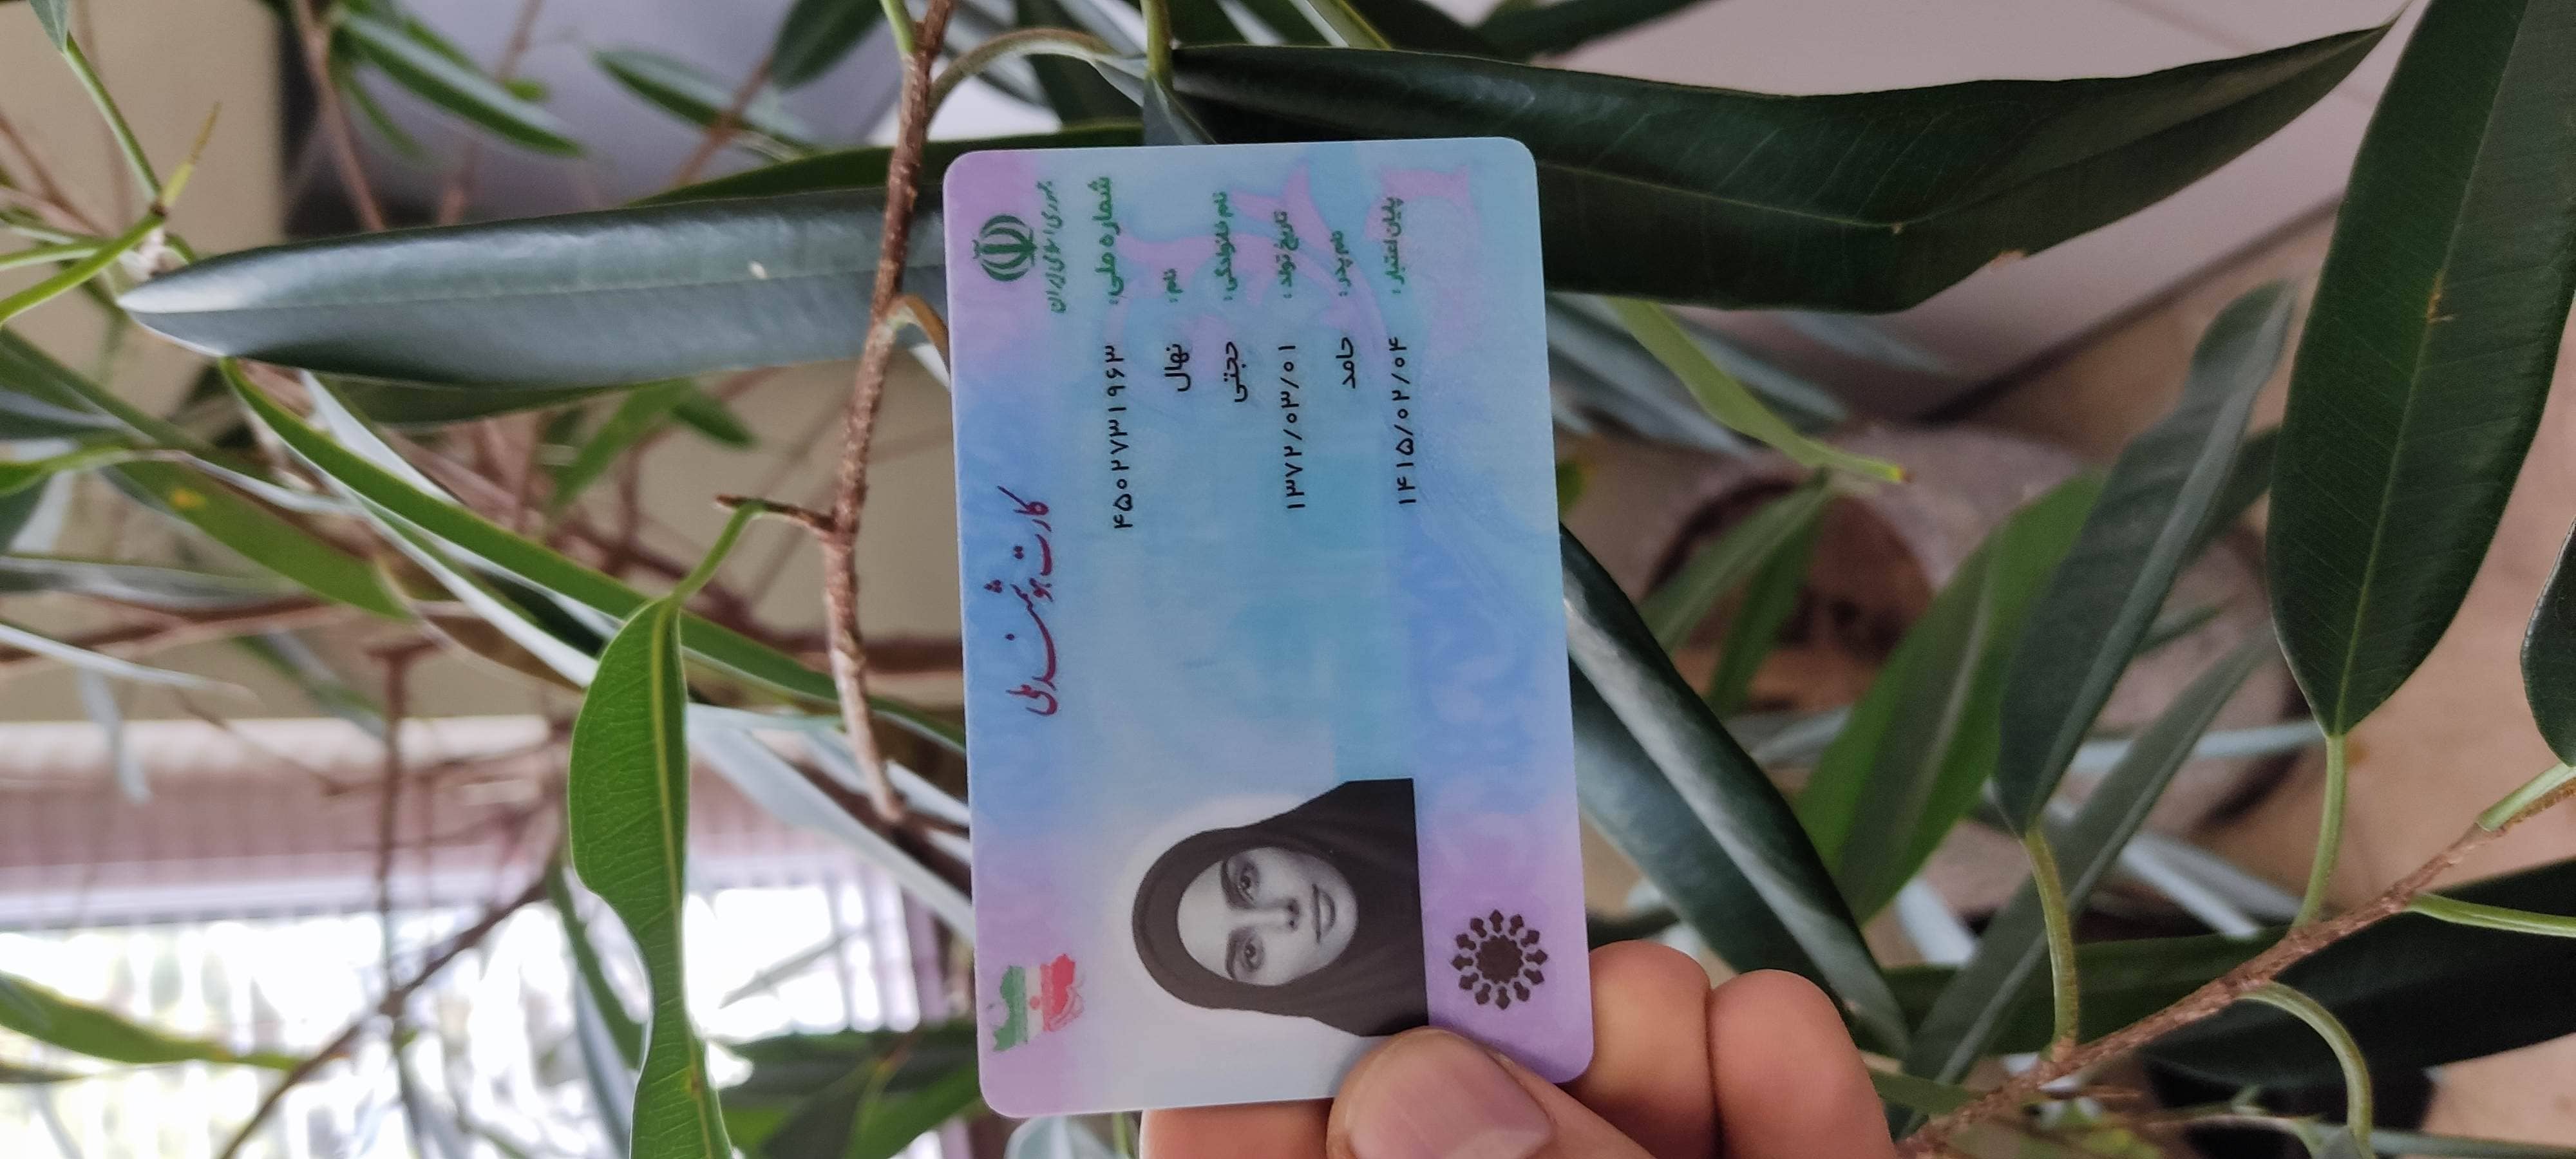 جمهوری اسلامی ایران
کارت هوشمند ملی
شماره ملی: ۴۵۰۲۷۳۱۹۶۳
نام: نهال
نام خانوادگی: حجتی
تاریخ تولد: ۱۳۷۲/۰۳/۰۱
نام پدر: حامد
پایان اعتبار: ۱۴۱۵/۰۲/۰۴